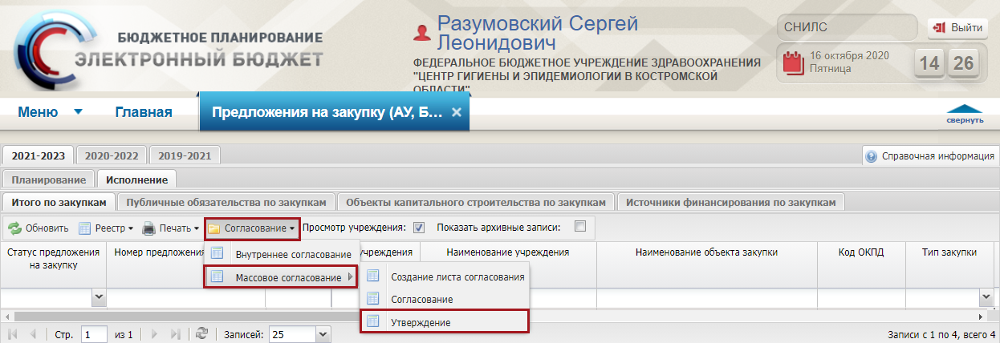 БЮДЖЕТНОЕ ПЛАНИРОВАНИЕ
ЭЛЕКТРОННЫЙ БЮДЖЕТ
Разумовский Сергей
Леонидович
ФЕДЕРАЛЬНОЕ БЮДЖЕТНОЕ УЧРЕЖДЕНИЕ ЗДРАВООХРАНЕНИЯ
"ЦЕНТР ГИГИЕНЫ И ЭПИДЕМИОЛОГИИ В КОСТРОМСКОЙ
ОБЛАСТИ"
СНИЛС
Выйти
16 октября 2020
Пятница
14 26
Меню Главная Предложения на закупку (АУ, Б... ×
свернуть
2021-2023 2020-2022 2019-2021 Справочная информация
Планирование Исполнение
Итого по закупкам Публичные обязательства по закупкам Объекты капитального строительства по закупкам Источники финансирования по закупкам
Обновить Реестр Печать Согласование Просмотр учреждения: Показать архивные записи:
Статус предложения
на закупку
Номер предложения
учреждения
Наименование учреждения
Наименование объекта закупки
Код ОКПД
Тип закупки
Внутреннее согласование
Массовое согласование
Создание листа согласования
Согласование
Утверждение
Стр. 1 из 1 Записей: 25 Записи с 1 по 4, всего 4